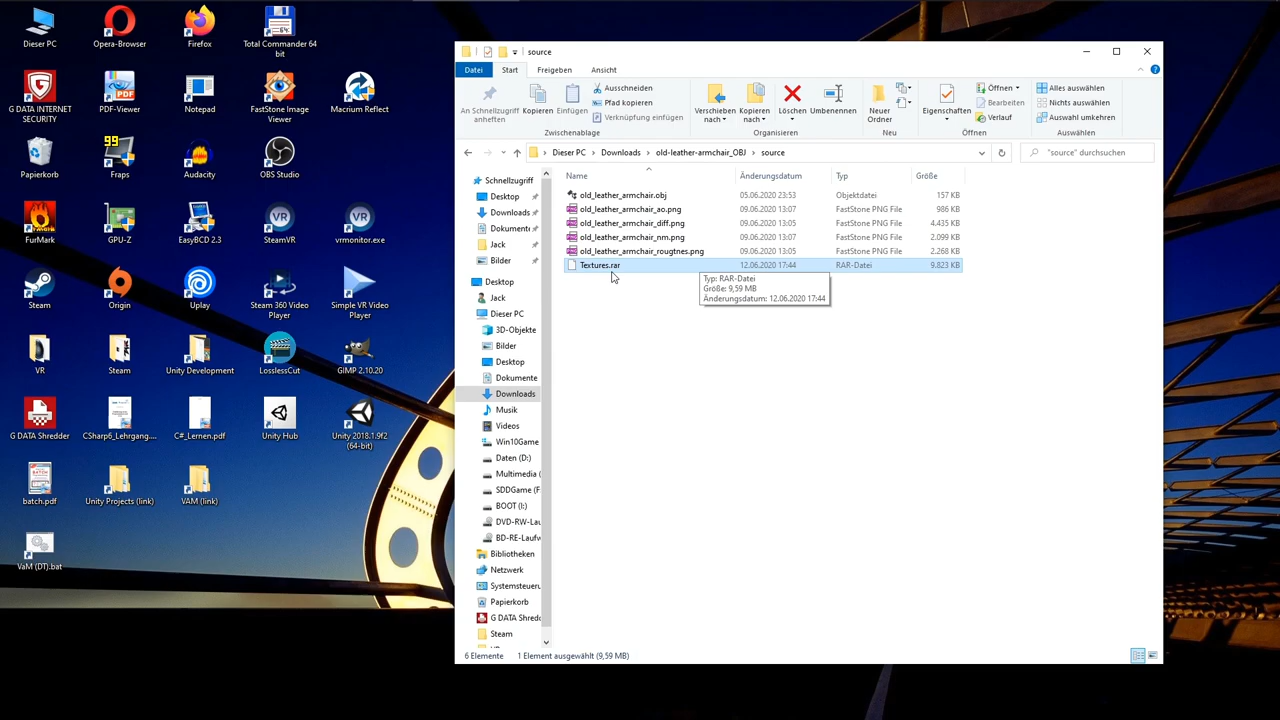 Dieser PC
Opera-Browser
Firefox
Total Commander 64
bit
G DATA INTERNET
SECURITY
PDF-Viewer
Notepad
FastStone Image
Viewer
Macrium Reflect
99
Papierkorb
Fraps
Audacity
OBS Studio
FurMark
GPU-Z
EasyBCD 2.3
SteamVR
vrmonitor.exe
Steam
Origin
Uplay
Steam 360 Video
Player
Simple VR Video
Player
VR
Steam
Unity Development
LosslessCut
GIMP 2.10.20
G DATA Shredder
CSharp6_Lehrgang....
C#_Lernen.pdf
Unity Hub
Unity 2018.1.9f2
(64-bit)
batch.pdf
Unity Projects (link)
VAM (link)
VaM (DT).bat
source
Datei Start Freigeben Ansicht
An Schnellzugriff
anheften
Kopieren
Einfügen
Ausschneiden
Pfad kopieren
Verknüpfung einfügen
Zwischenablage
Verschieben
nach
Kopieren
nach
Löschen
Umbenennen
Organisieren
Neuer
Ordner
Neu
Eigenschaften
Öffnen
Bearbeiten
Verlauf
Öffnen
Alles auswählen
Nichts auswählen
Auswahl umkehren
Auswählen
Dieser PC > Downloads > old-leather-armchair_OBJ > source
"source" durchsuchen
Schnellzugriff
Desktop
Downloads
Dokumente
Jack
Bilder
Desktop
Jack
Dieser PC
3D-Objekte
Bilder
Desktop
Dokumente
Downloads
Musik
Videos
Win10Game
Daten (D:)
Multimedia (
SDDGame (F
BOOT (I:)
DVD-RW-Lau
BD-RE-Laufw
Bibliotheken
Netzwerk
Systemsteueru
Papierkorb
G DATA Shredd
Steam
Name Änderungsdatum Typ Größe
old_leather_armchair.obj 05.06.2020 23:53 Objektdatei 157 KB
old_leather_armchair_ao.png 12.06.2020 13:07 FastStone PNG File 986 KB
old_leather_armchair_diff.png 12.06.2020 13:05 FastStone PNG File 4.435 KB
old_leather_armchair_nm.png 12.06.2020 13:07 FastStone PNG File 2.099 KB
old_leather_armchair_rougtnes.png 12.06.2020 13:05 FastStone PNG File 2.268 KB
Textures.rar 12.06.2020 17:44 RAR-Datei 9.823 KB
Typ: RAR-Datei
Größe: 9,59 MB
Änderungsdatum: 12.06.2020 17:44
6 Elemente 1 Element ausgewählt (9,59 MB)